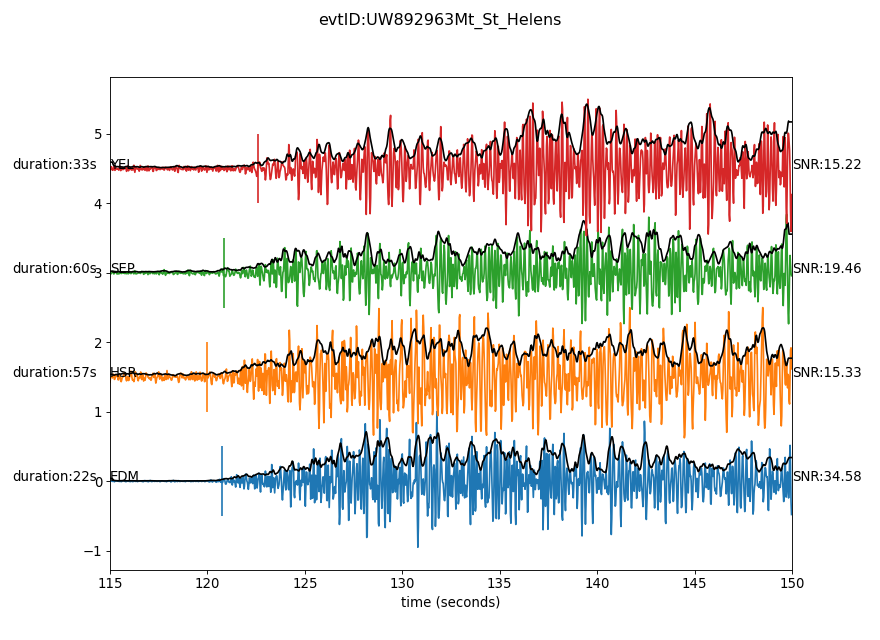 evtID:UW892963Mt_St_Helens
5
duration:33s YEL SNR:15.22
4
duration:60s SEP SNR:19.46
3
2
duration:57s HSR SNR:15.33
1
duration:22s EDM SNR:34.58
0
−1
115 120 125 130 135 140 145 150
time (seconds)